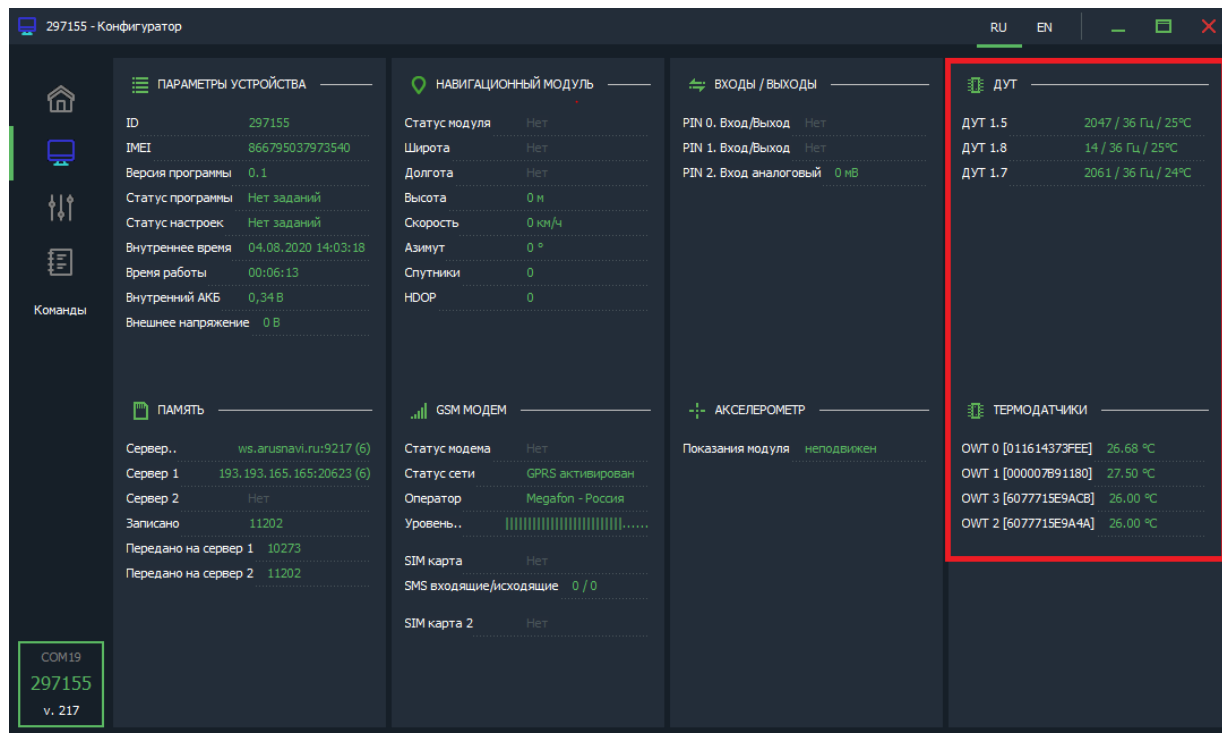 297155 - Конфигуратор
RU EN
ПАРАМЕТРЫ УСТРОЙСТВА
ID 297155
IMEI 866795037973540
Версия программы 0.1
Статус программы Нет заданий
Статус настроек Нет заданий
Внутреннее время 04.08.2020 14:03:18
Время работы 00:06:13
Внутренний АКБ 0,34 В
Внешнее напряжение 0 В
НАВИГАЦИОННЫЙ МОДУЛЬ
Статус модуля Нет
Широта Нет
Долгота Нет
Высота 0 м
Скорость 0 км/ч
Азимут 0 °
Спутники 0
HDOP 0
ВХОДЫ / ВЫХОДЫ
PIN 0. Вход/Выход Нет
PIN 1. Вход/Выход Нет
PIN 2. Вход аналоговый 0 мВ
ДУТ
ДУТ 1.5 2047 / 36 Гц / 25°C
ДУТ 1.8 14 / 36 Гц / 25°C
ДУТ 1.7 2061 / 36 Гц / 24°C
Команды
ПАМЯТЬ
Сервер.. ws.arusnavi.ru:9217 (6)
Сервер 1 193.193.165.165:20623 (6)
Сервер 2 Нет
Записано 11202
Передано на сервер 1 10273
Передано на сервер 2 11202
GSM МОДЕМ
Статус модема Нет
Статус сети GPRS активирован
Оператор Megafon - Россия
Уровень..
SIM карта Нет
SMS входящие/исходящие 0 / 0
SIM карта 2 Нет
АКСЕЛЕРОМЕТР
Показания модуля неподвижен
ТЕРМОДАТЧИКИ
OWT 0 [011614373FEE] 26.68 °C
OWT 1 [000007B91180] 27.50 °C
OWT 3 [6077715E9ACB] 26.00 °C
OWT 2 [6077715E9A4A] 26.00 °C
COM19
297155
v. 217